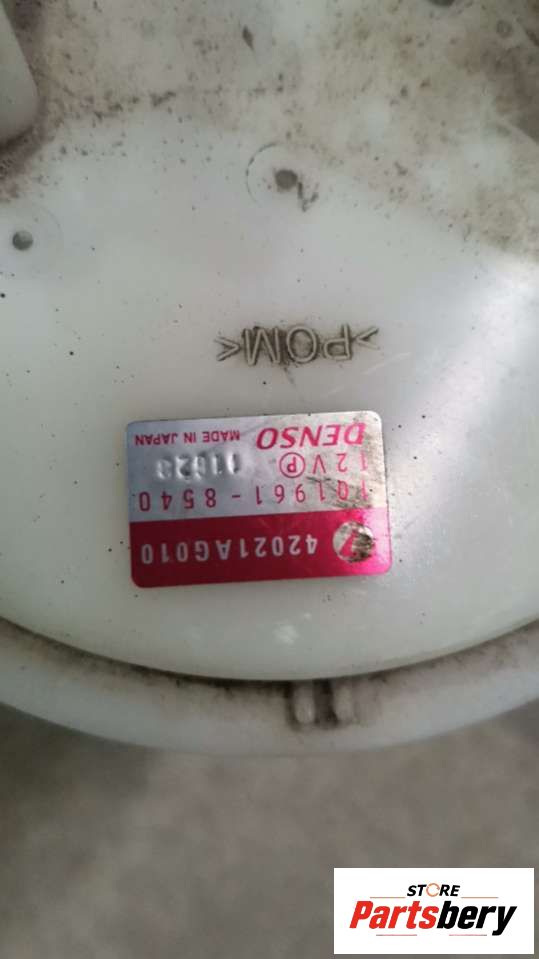 42021AG010
101961-8540
12V P 11623
DENSO MADE IN JAPAN
>POM<
STORE
Partsbery